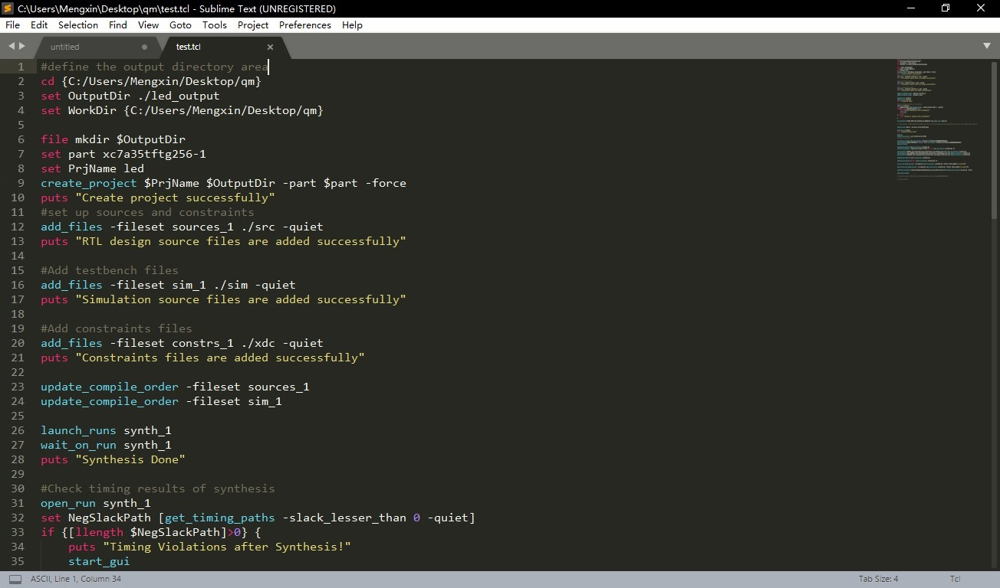 C:\Users\Mengxin\Desktop\qm\test.tcl - Sublime Text (UNREGISTERED)
File Edit Selection Find View Goto Tools Project Preferences Help
untitled test.tcl
1 #define the output directory area
2 cd {C:/Users/Mengxin/Desktop/qm}
3 set OutputDir ./led_output
4 set WorkDir {C:/Users/Mengxin/Desktop/qm}
5
6 file mkdir $OutputDir
7 set part xc7a35tftg256-1
8 set PrjName led
9 create_project $PrjName $OutputDir -part $part -force
10 puts "Create project successfully"
11 #set up sources and constraints
12 add_files -fileset sources_1 ./src -quiet
13 puts "RTL design source files are added successfully"
14
15 #Add testbench files
16 add_files -fileset sim_1 ./sim -quiet
17 puts "Simulation source files are added successfully"
18
19 #Add constraints files
20 add_files -fileset constrs_1 ./xdc -quiet
21 puts "Constraints files are added successfully"
22
23 update_compile_order -fileset sources_1
24 update_compile_order -fileset sim_1
25
26 launch_runs synth_1
27 wait_on_run synth_1
28 puts "Synthesis Done"
29
30 #Check timing results of synthesis
31 open_run synth_1
32 set NegSlackPath [get_timing_paths -slack_lesser_than 0 -quiet]
33 if {[llength $NegSlackPath]>0} {
34     puts "Timing Violations after Synthesis!"
35     start_gui
ASCII, Line 1, Column 34 Tab Size: 4 Tcl